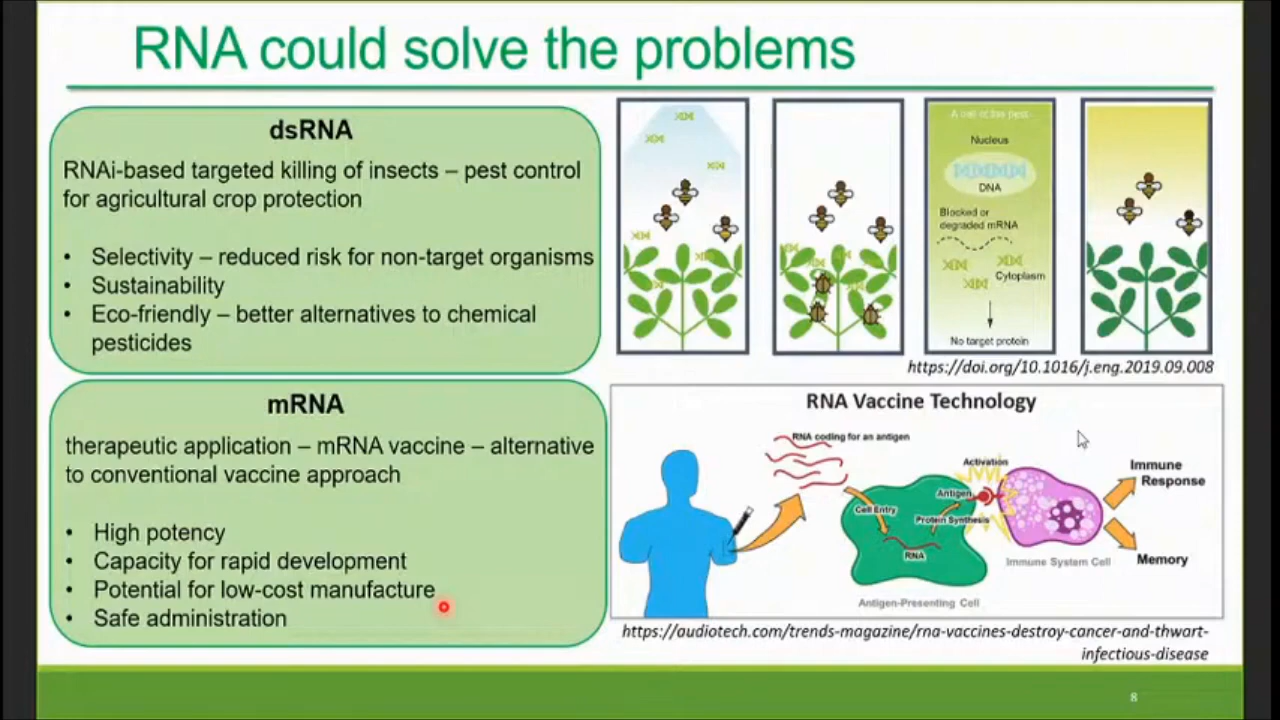 RNA could solve the problems
dsRNA
RNAi-based targeted killing of insects – pest control
for agricultural crop protection
• Selectivity – reduced risk for non-target organisms
• Sustainability
• Eco-friendly – better alternatives to chemical
pesticides
mRNA
therapeutic application – mRNA vaccine – alternative
to conventional vaccine approach
• High potency
• Capacity for rapid development
• Potential for low-cost manufacture
• Safe administration
A cell of the pest
Nucleus
DNA
Blocked or
degraded mRNA
Cytoplasm
No target protein
https://doi.org/10.1016/j.eng.2019.09.008
RNA Vaccine Technology
RNA coding for an antigen
Activation
Antigen
Cell Entry
Protein Synthesis
RNA
Immune
Response
Immune System Cell
Memory
Antigen-Presenting Cell
https://audiotech.com/trends-magazine/rna-vaccines-destroy-cancer-and-thwart-
infectious-disease
8